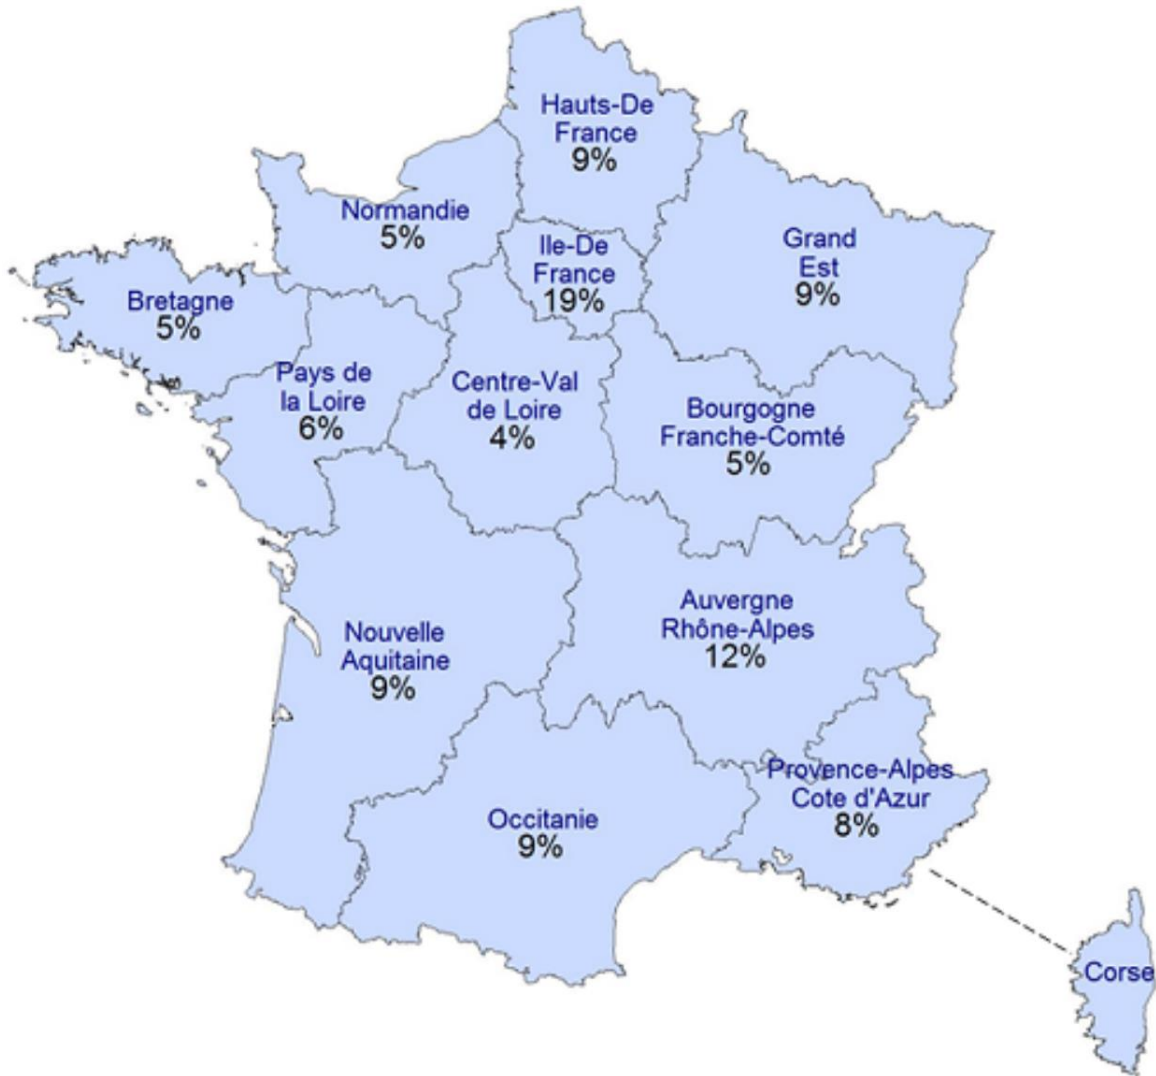 Hauts-De
France
9%
Normandie
5%
Ile-De
France
19%
Grand
Est
9%
Bretagne
5%
Pays de
la Loire
6%
Centre-Val
de Loire
4%
Bourgogne
Franche-Comté
5%
Auvergne
Rhône-Alpes
12%
Nouvelle
Aquitaine
9%
Provence-Alpes
Cote d'Azur
8%
Occitanie
9%
Corse